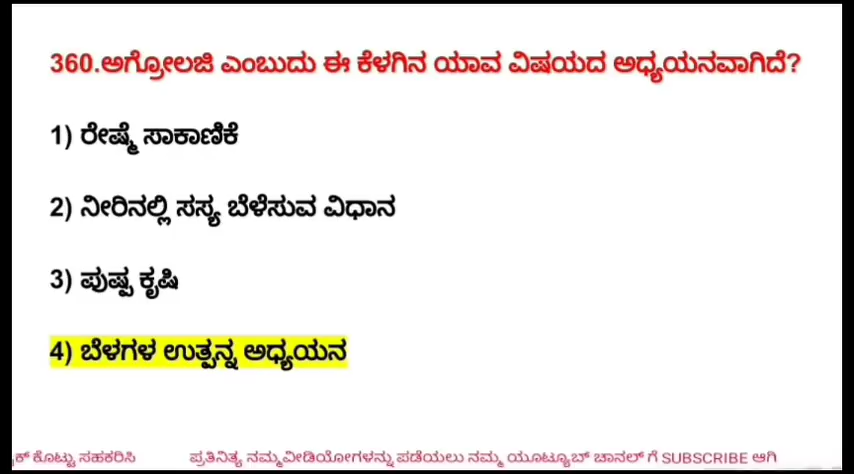 360.ಅಗ್ರೋಲಜಿ ಎಂಬುದು ಈ ಕೆಳಗಿನ ಯಾವ ವಿಷಯದ ಅಧ್ಯಯನವಾಗಿದೆ?
1) ರೇಷ್ಮೆ ಸಾಕಾಣಿಕೆ
2) ನೀರಿನಲ್ಲಿ ಸಸ್ಯ ಬೆಳೆಸುವ ವಿಧಾನ
3) ಪುಷ್ಪ ಕೃಷಿ
4) ಬೆಳಗಳ ಉತ್ಪನ್ನ ಅಧ್ಯಯನ
ಕೊಟ್ಟು ಸಹಕರಿಸಿ ಪ್ರತಿನಿತ್ಯ ನಮ್ಮ ವೀಡಿಯೋಗಳನ್ನು ಪಡೆಯಲು ನಮ್ಮ ಯೂಟ್ಯೂಬ್ ಚಾನಲ್ ಗೆ SUBSCRIBE ಆಗಿ